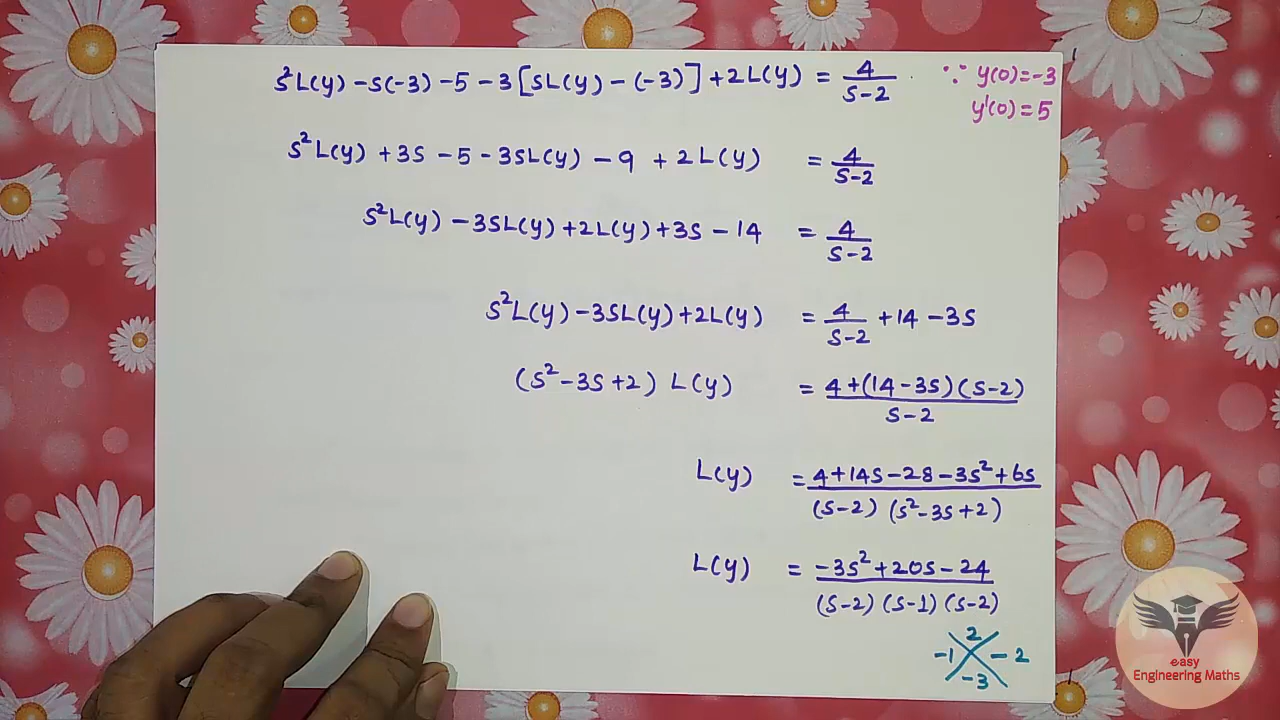 s²L(y) - s(-3) - 5 - 3[sL(y) - (-3)] + 2L(y) = 4/(s-2) ∵ y(0) = -3
y'(0) = 5
s²L(y) + 3s - 5 - 3sL(y) - 9 + 2L(y) = 4/(s-2)
s²L(y) - 3sL(y) + 2L(y) + 3s - 14 = 4/(s-2)
s²L(y) - 3sL(y) + 2L(y) = 4/(s-2) + 14 - 3s
(s² - 3s + 2) L(y) = (4 + (14 - 3s)(s-2))/(s-2)
L(y) = (4 + 14s - 28 - 3s² + 6s)/((s-2)(s² - 3s + 2))
L(y) = (-3s² + 20s - 24)/((s-2)(s-1)(s-2))
2
-1 -2
-3
easy
Engineering Maths